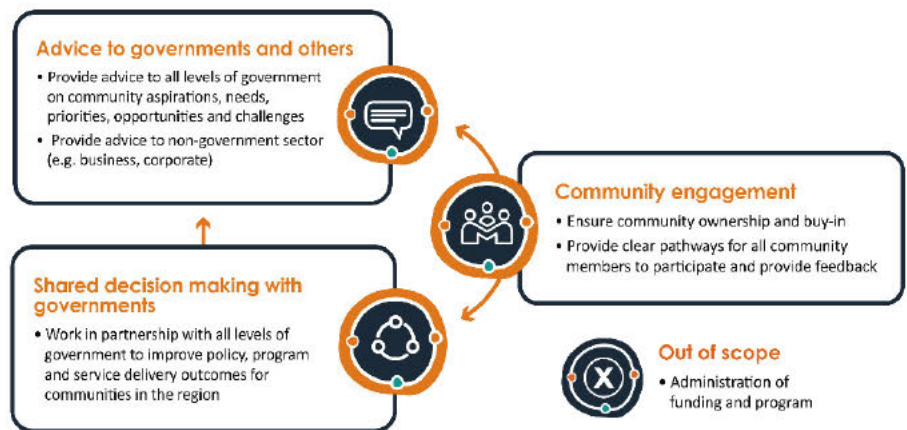 Advice to governments and others
• Provide advice to all levels of government
on community aspirations, needs,
priorities, opportunities and challenges
• Provide advice to non-government sector
(e.g. business, corporate)
Community engagement
• Ensure community ownership and buy-in
• Provide clear pathways for all community
members to participate and provide feedback
Shared decision making with
governments
• Work in partnership with all levels of
government to improve policy, program
and service delivery outcomes for
communities in the region
X
Out of scope
• Administration of
funding and program